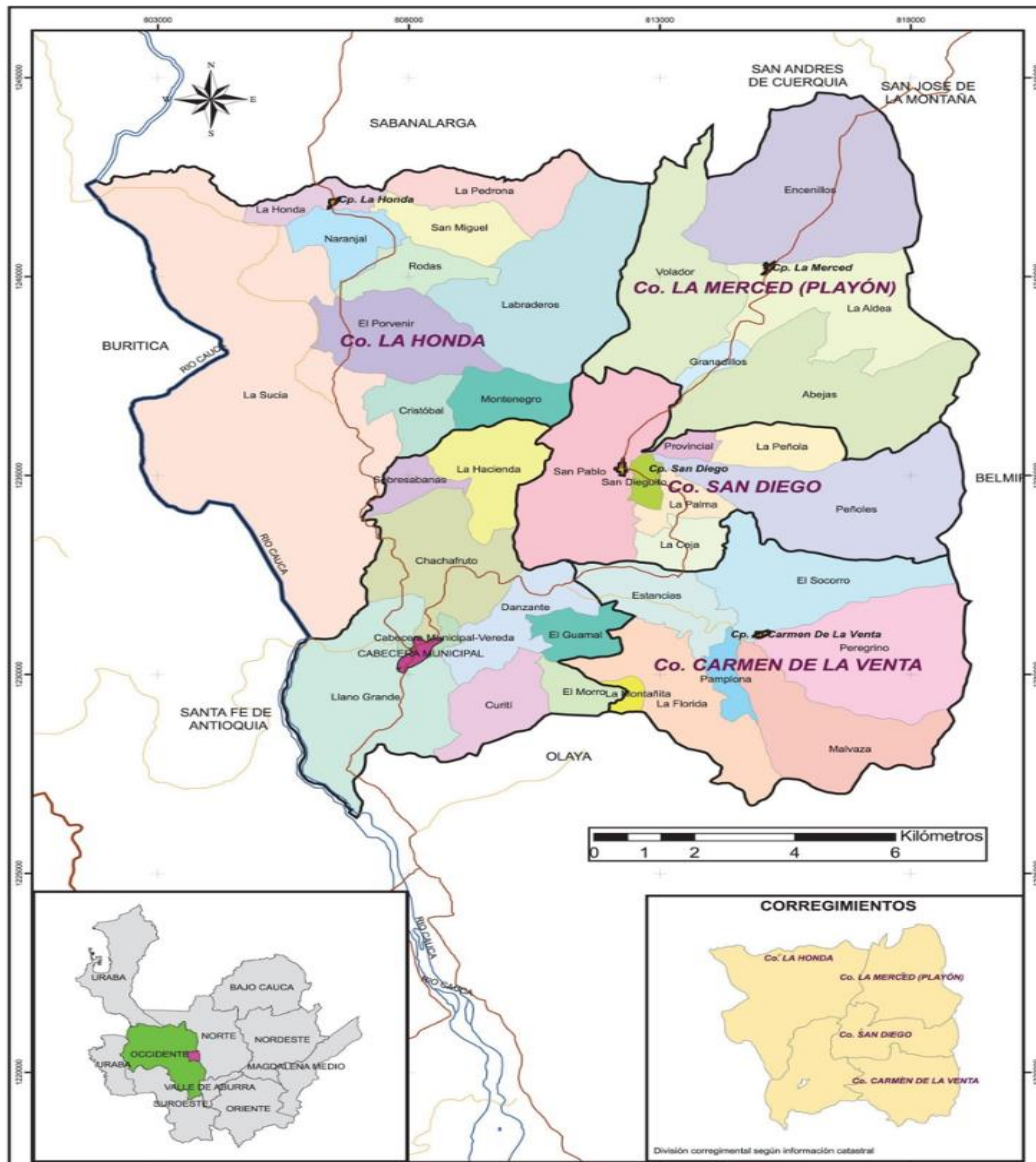 803000
808000
813000
818000
SAN ANDRES
DE CUERQUIA
SAN JOSE DE
LA MONTAÑA
N
W
E
S
SABANALARGA
La Pedrona
La Honda
Cp. La Honda
Encenillos
San Miguel
Naranjal
Rodas
Volador
Cp. La Merced
Co. LA MERCED (PLAYÓN)
Labraderos
La Aldea
El Porvenir
Co. LA HONDA
BURITICA
RIO CAUCA
Granadillos
La Sucia
Abejas
Cristóbal
Montenegro
Provincial
La Peñola
La Hacienda
San Pablo
Cp. San Diego
Sobresabanas
San Dieguito
Co. SAN DIEGO
BELMIR
La Palma
Peñoles
RIO CAUCA
La Ceja
Chachafruto
El Socorro
Estancias
Danzante
Cabecera Municipal-Vereda
El Guamal
Cp. El Carmen De La Venta
CABECERA MUNICIPAL
Peregrino
Co. CARMEN DE LA VENTA
Llano Grande
El Morro
La Montañita
Pamplona
La Florida
Curití
SANTA FE DE
ANTIOQUIA
Malvaza
OLAYA
Kilómetros
0 1 2 4 6
1245000
1240000
1235000
1230000
1225000
1220000
RIO CAUCA
RIO CAUCA
URABA
BAJO CAUCA
NORTE
NORDESTE
OCCIDENTE
URABA
MAGDALENA MEDIO
VALLE DE ABURRA
SUROESTE
ORIENTE
CORREGIMIENTOS
Co. LA HONDA
Co. LA MERCED (PLAYÓN)
Co. SAN DIEGO
Co. CARMEN DE LA VENTA
División corregimental según información catastral